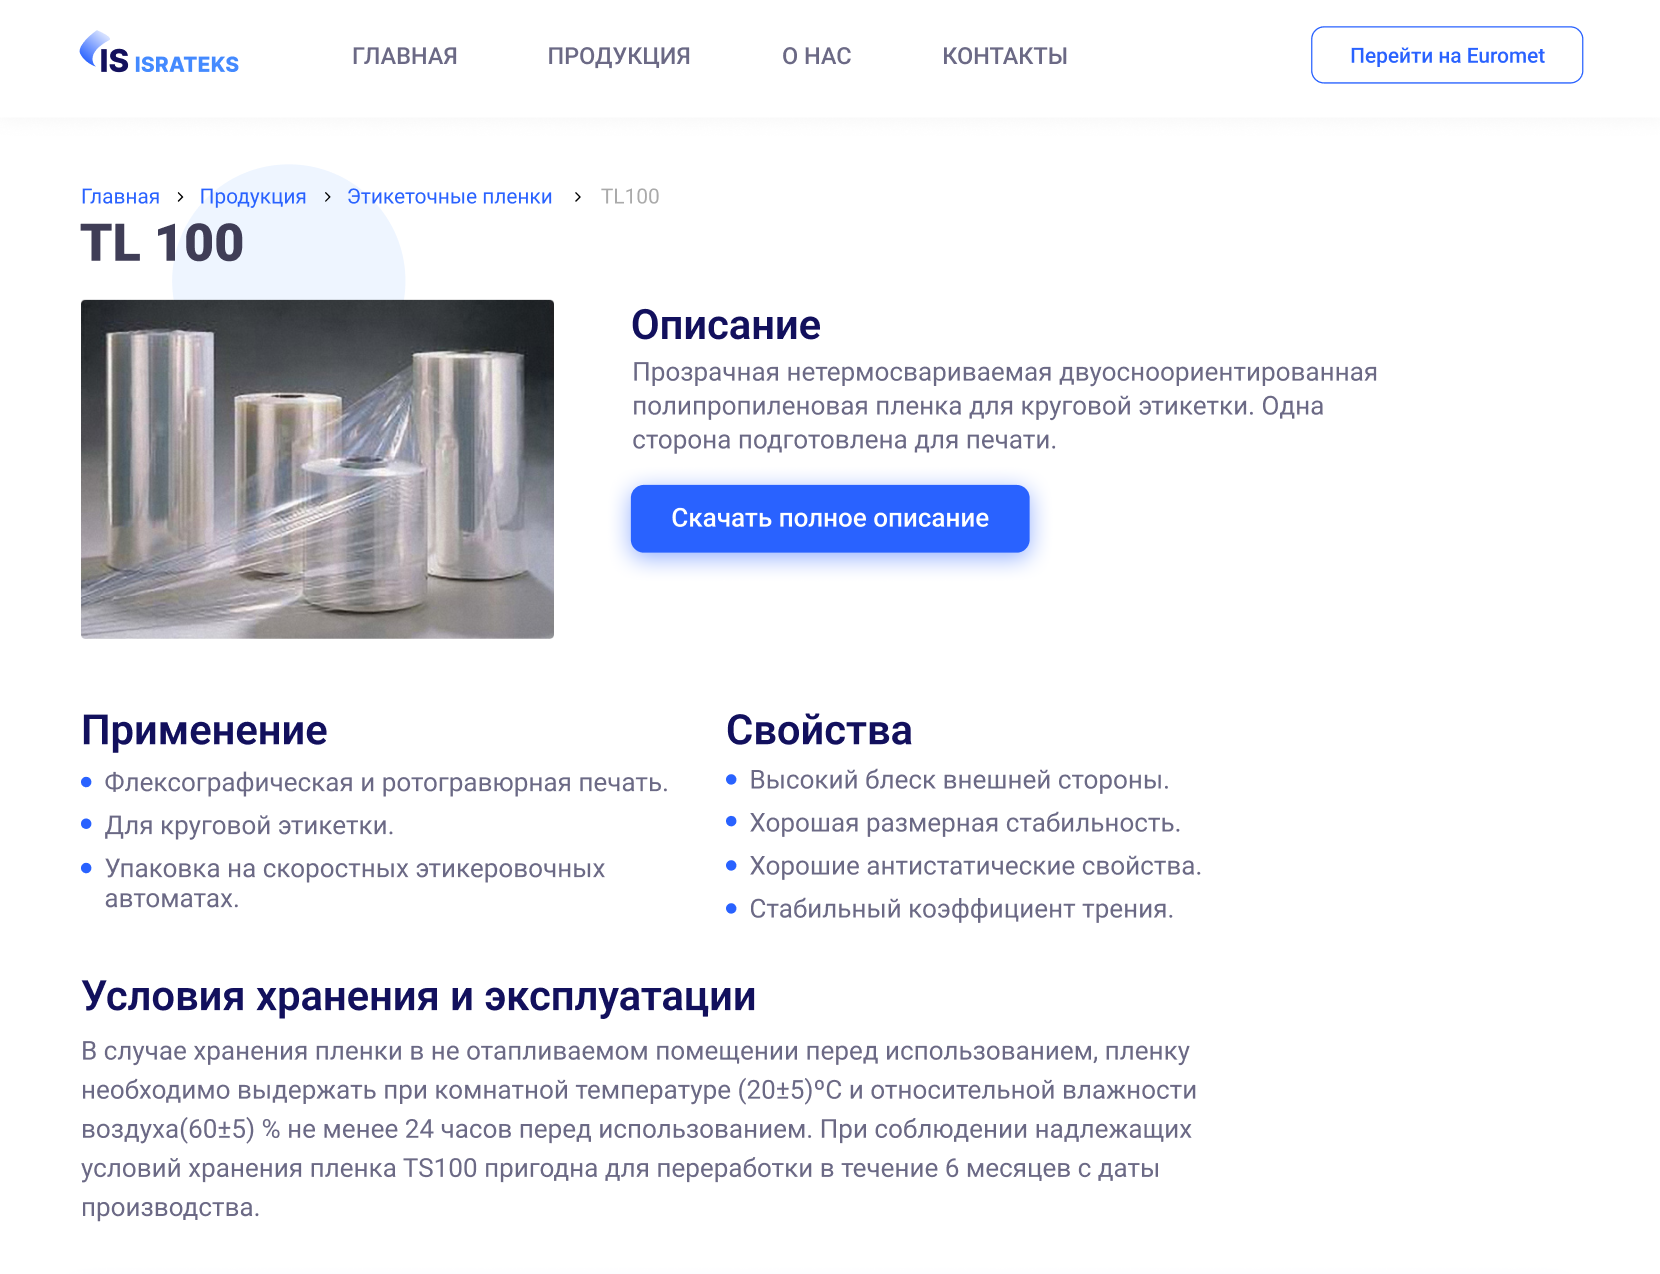 IS ISRATEKS
ГЛАВНАЯ
ПРОДУКЦИЯ
О НАС
КОНТАКТЫ
Перейти на Euromet
Главная > Продукция > Этикеточные пленки > TL100
TL 100
Описание
Прозрачная нетермосвариваемая двуосноориентированная
полипропиленовая пленка для круговой этикетки. Одна
сторона подготовлена для печати.
Скачать полное описание
Применение
Флексографическая и ротогравюрная печать.
Для круговой этикетки.
Упаковка на скоростных этикеровочных
автоматах.
Свойства
Высокий блеск внешней стороны.
Хорошая размерная стабильность.
Хорошие антистатические свойства.
Стабильный коэффициент трения.
Условия хранения и эксплуатации
В случае хранения пленки в не отапливаемом помещении перед использованием, пленку
необходимо выдержать при комнатной температуре (20±5)ºС и относительной влажности
воздуха(60±5) % не менее 24 часов перед использованием. При соблюдении надлежащих
условий хранения пленка TS100 пригодна для переработки в течение 6 месяцев с даты
производства.